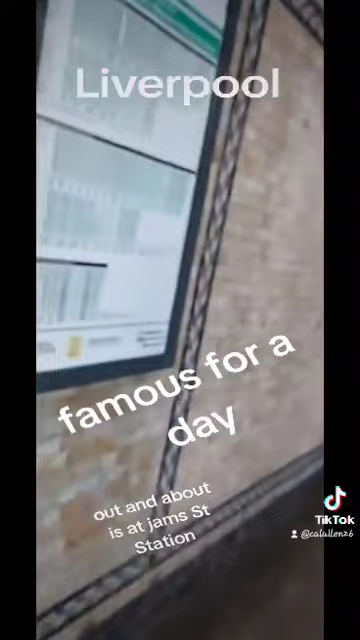 Liverpool
famous for a
day
out and about
is at jams St
Station
TikTok
@calallen26